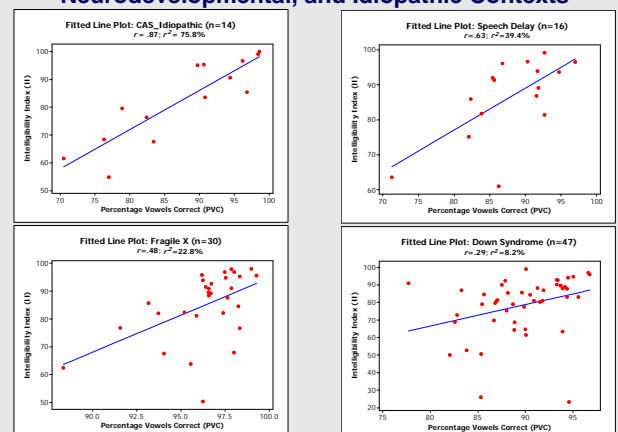 Neurodevelopmental, and Idiopathic Contexts
Fitted Line Plot: CAS_Idiopathic (n=14)
r= .87; r²= 75.8%
Intelligibility Index (II)
100
90
80
70
60
50
70 75 80 85 90 95 100
Percentage Vowels Correct (PVC)
Fitted Line Plot: Speech Delay (n=16)
r=.63; r²=39.4%
Intelligibility Index (II)
100
90
80
70
60
70 75 80 85 90 95 100
Percentage Vowels Correct (PVC)
Fitted Line Plot: Fragile X (n=30)
r=.48; r²=22.8%
Intelligibility Index (II)
100
90
80
70
60
50
90.0 92.5 95.0 97.5 100.0
Percentage Vowels Correct (PVC)
Fitted Line Plot: Down Syndrome (n=47)
r=.29; r²=8.2%
Intelligibility Index (II)
100
90
80
70
60
50
40
30
20
75 80 85 90 95
Percentage Vowels Correct (PVC)